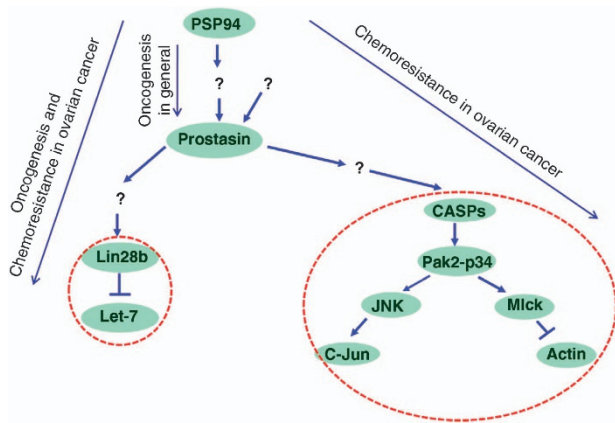 PSP94
Oncogenesis and
Chemoresistance in ovarian cancer
Oncogenesis
in general
Chemoresistance in ovarian cancer
?
?
?
Prostasin
?
?
CASPs
Lin28b
Pak2-p34
Let-7
JNK
Mlck
C-Jun
Actin